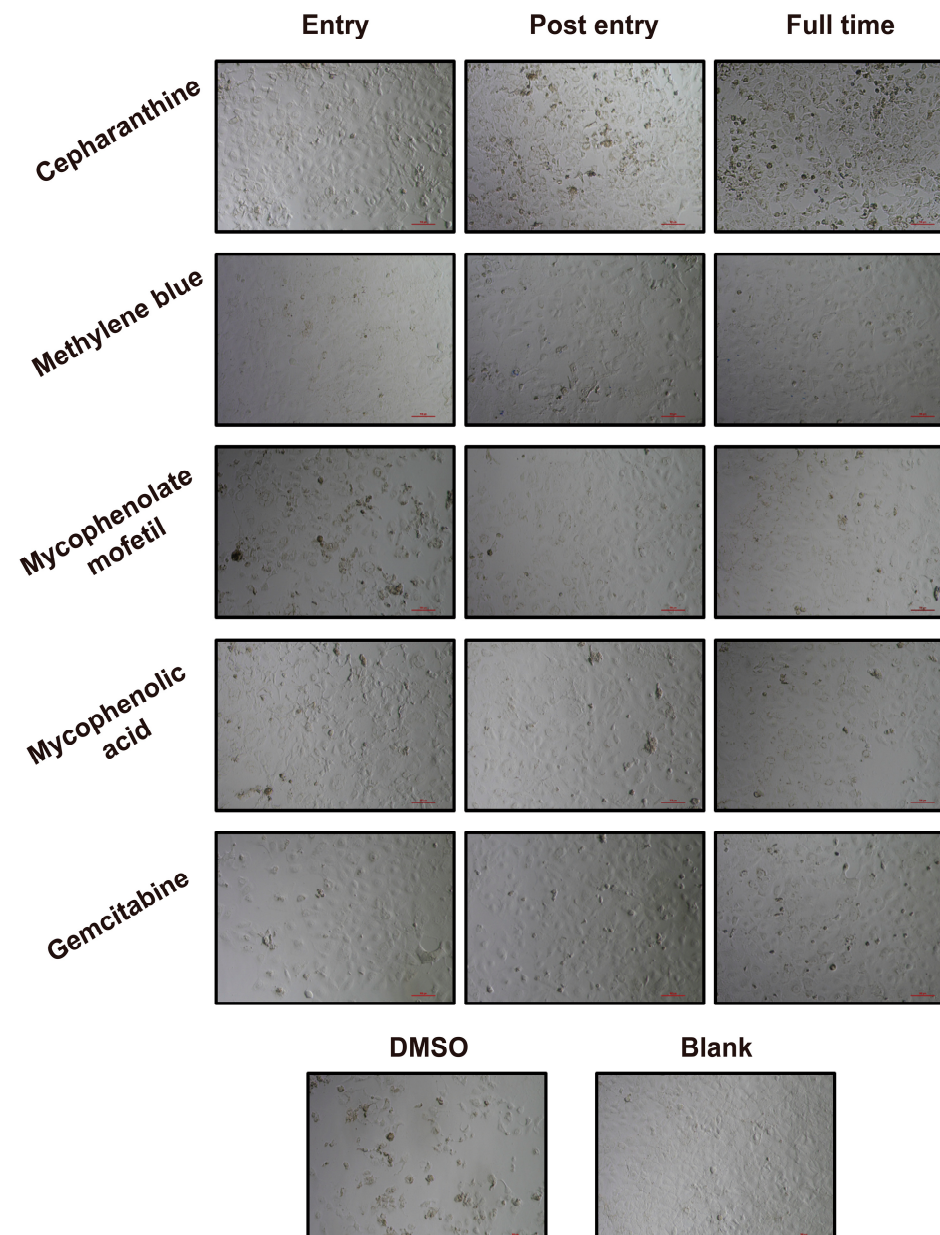 Entry Post entry Full time
Cepharanthine
Methylene blue
Mycophenolate
mofetil
Mycophenolic
acid
Gemcitabine
DMSO Blank